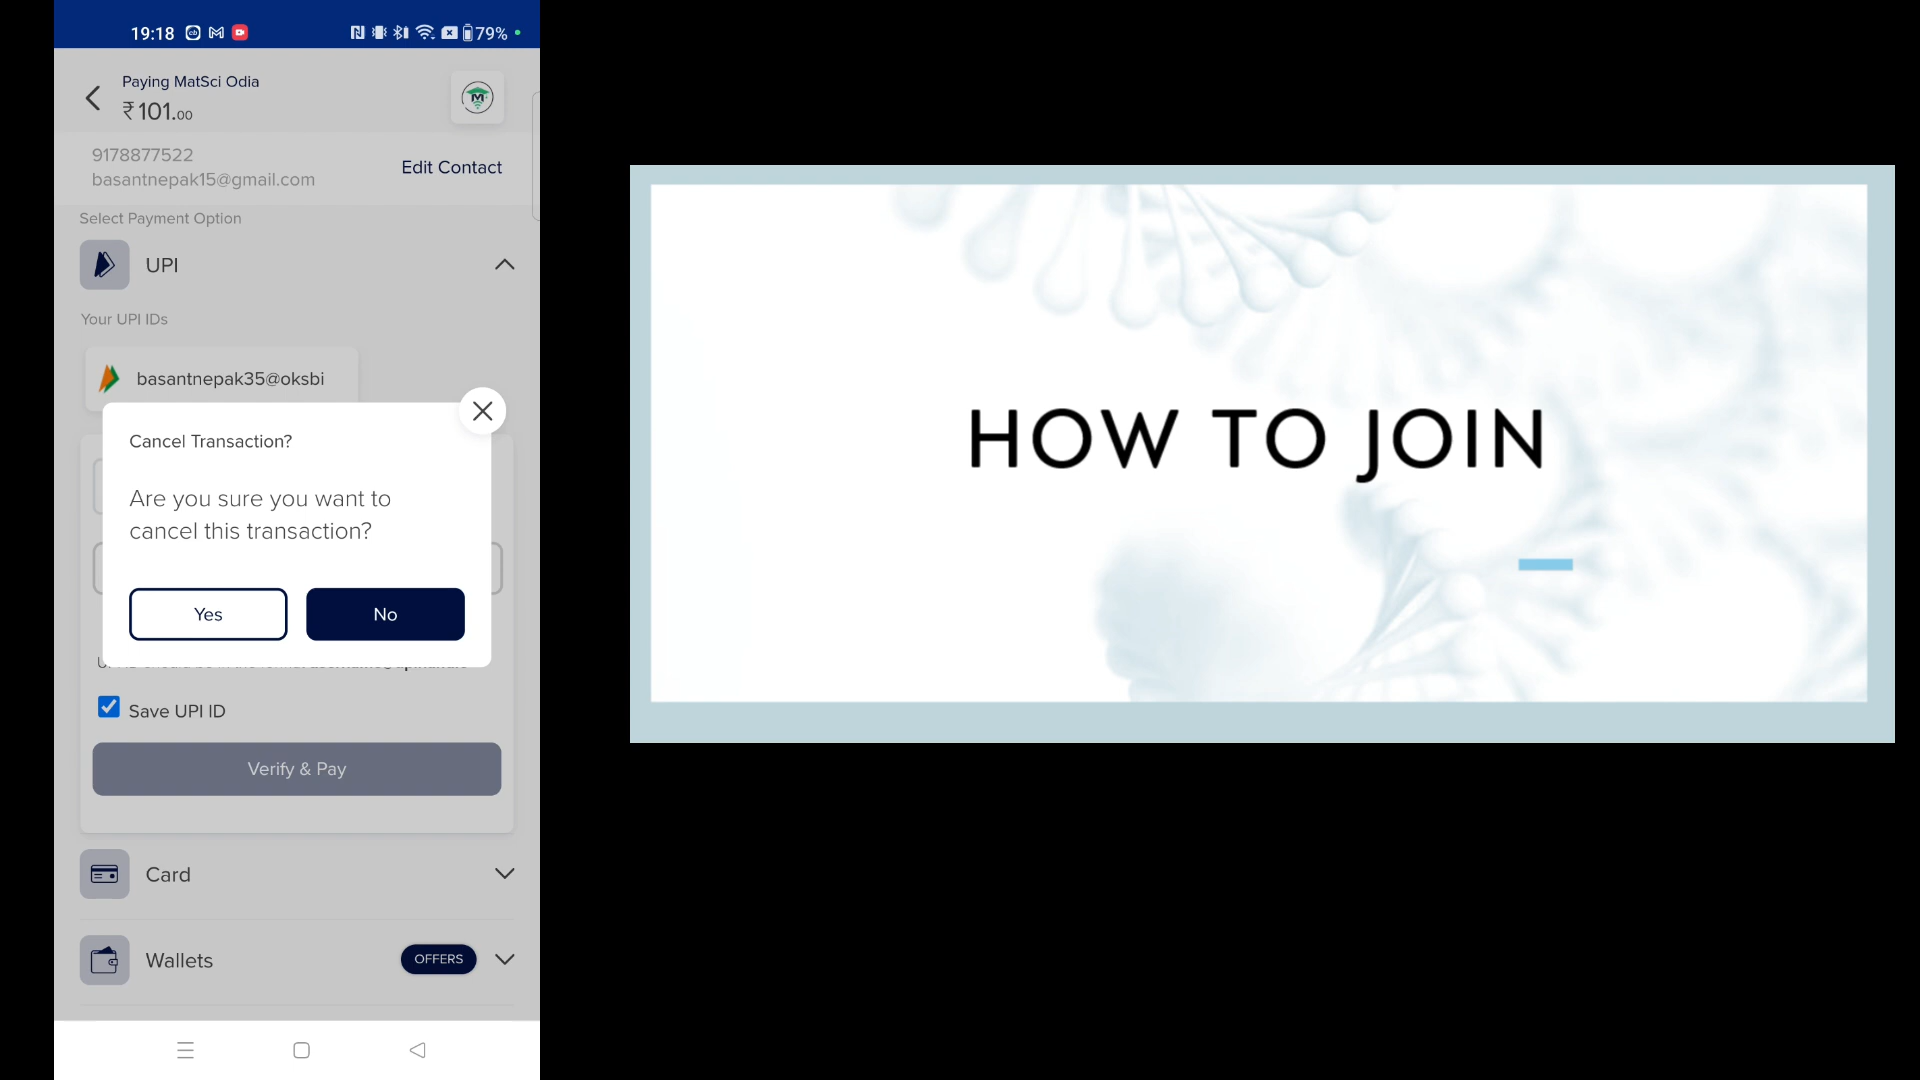 19:18
79%
Paying MatSci Odia
₹101.00
M
9178877522
basantnepak15@gmail.com
Edit Contact
Select Payment Option
UPI
Your UPI IDs
basantnepak35@oksbi
Cancel Transaction?
Are you sure you want to
cancel this transaction?
Yes
No
Save UPI ID
Verify & Pay
Card
Wallets
OFFERS
HOW TO JOIN